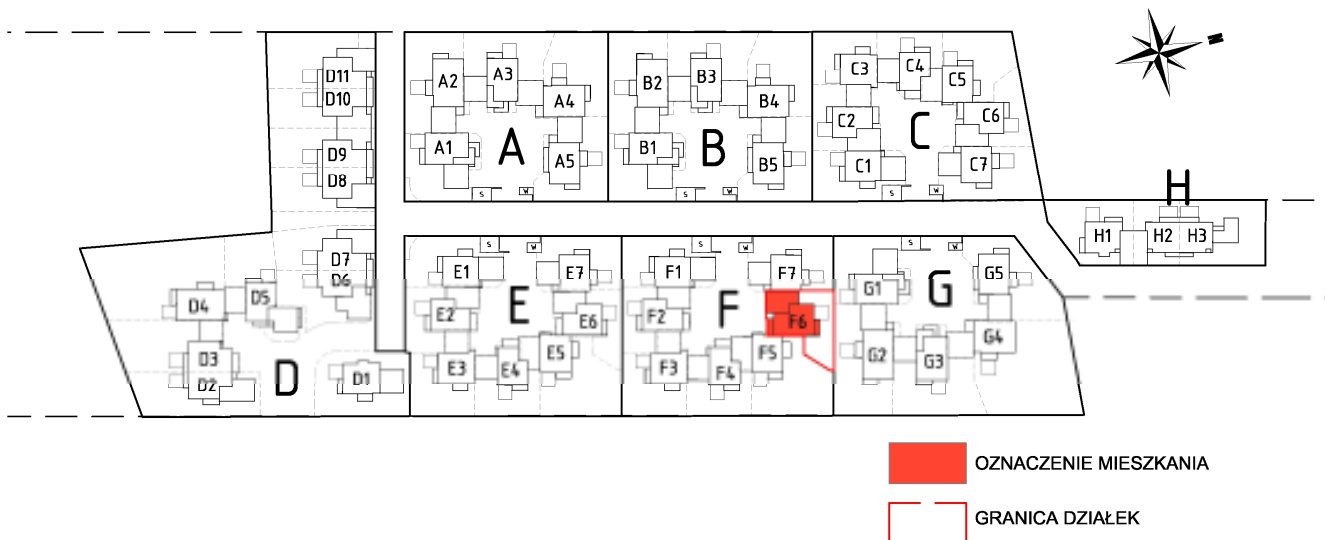 D11
D10
D9
D8
D7
D6
D5
D4
D3
D2
D1
D
A2
A3
A4
A1
A5
A
S
W
B2
B3
B4
B1
B5
B
S
W
C3
C4
C5
C2
C6
C1
C7
C
S
W
N
H
H1
H2
H3
S
W
E1
E7
E2
E
E6
E3
E4
E5
S
W
F1
F7
F2
F
F6
F3
F4
F5
S
W
G1
G
G5
G2
G3
G4
OZNACZENIE MIESZKANIA
GRANICA DZIAŁEK